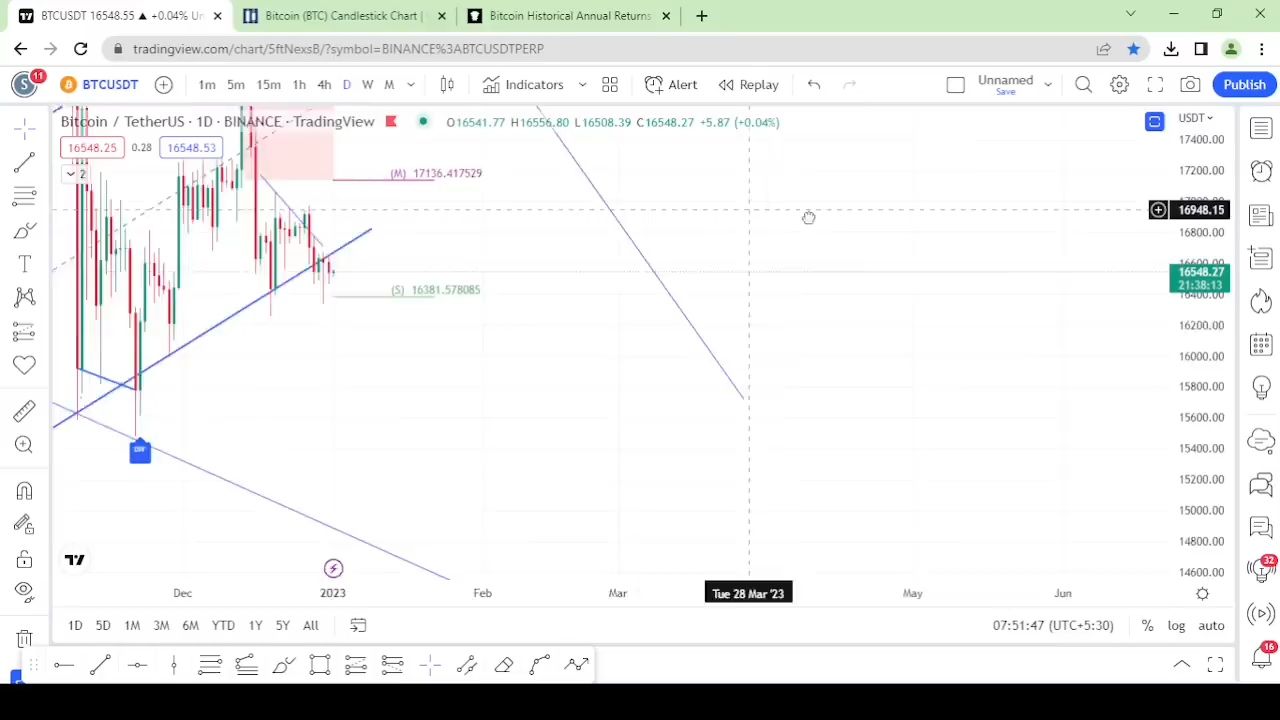 BTCUSDT 16548.55 ▲ +0.04% Un
Bitcoin (BTC) Candlestick Chart |
Bitcoin Historical Annual Returns
tradingview.com/chart/5ftNexsB/?symbol=BINANCE%3ABTCUSDTPERP
S 11 BTCUSDT 1m 5m 15m 1h 4h D W M Indicators Alert Replay Unnamed Save Publish
Bitcoin / TetherUS · 1D · BINANCE · TradingView O16541.77 H16556.80 L16508.39 C16548.27 +5.87 (+0.04%) USDT
16548.25 0.28 16548.53
2
(M) 17136.417529
(S) 16381.578085
17400.00
17200.00
16948.15
16800.00
16548.27
21:38:13
16400.00
16200.00
16000.00
15800.00
15600.00
15400.00
15200.00
15000.00
14800.00
14600.00
Dec 2023 Feb Mar Tue 28 Mar '23 May Jun
1D 5D 1M 3M 6M YTD 1Y 5Y All 07:51:47 (UTC+5:30) % log auto
32
16